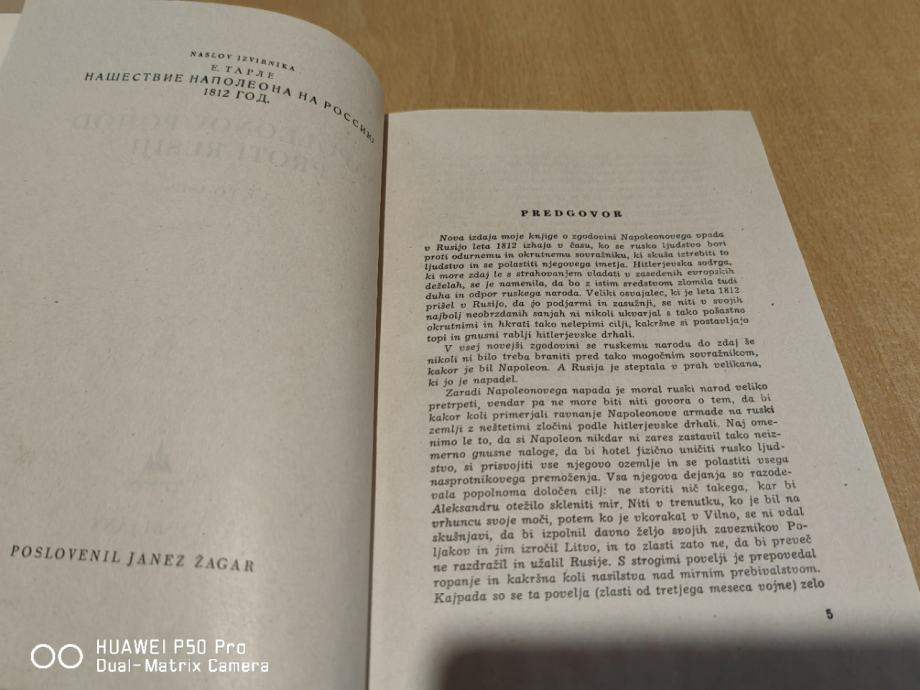 NASLOV IZVIRNIKA
Е. ТАРЛЕ
НАШЕСТВИЕ НАПОЛЕОНА НА РОССИЮ
1812 ГОД.
POSLOVENIL JANEZ ŽAGAR
PREDGOVOR
Nova izdaja moje knjige o zgodovini Napoleonovega vpada
v Rusijo leta 1812 izhaja v času, ko se rusko ljudstvo bori
proti odurnemu in okrutnemu sovražniku, ki skuša iztrebiti to
ljudstvo in se polastiti njegovega imetja. Hitlerjevska sodrga,
ki more zdaj le s strahovanjem vladati v zasedenih evropskih
deželah, se je namenila, da bo z istim sredstvom zlomila tudi
duha in odpor ruskega naroda. Veliki osvajalec, ki je leta 1812
prišel v Rusijo, da jo podjarmi in zasužnji, se niti v svojih
najbolj neobrzdanih sanjah ni nikoli ukvarjal s tako pošastno
okrutnimi in hkrati tako nelepimi cilji, kakršne si postavljajo
topi in gnusni rablji hitlerjevske drhali.
V vsej novejši zgodovini se ruskemu narodu do zdaj še
nikoli ni bilo treba braniti pred tako mogočnim sovražnikom,
kakor je bil Napoleon. A Rusija je steptala v prah velikana,
ki jo je napadel.
Zaradi Napoleonovega napada je moral ruski narod veliko
pretrpeti, vendar pa ne more biti niti govora o tem, da bi
kakor koli primerjali ravnanje Napoleonove armade na ruski
zemlji z neštetimi zločini podle hitlerjevske drhali. Naj ome-
nimo le to, da si Napoleon nikdar ni zares zastavil tako neiz-
merno gnusne naloge, da bi hotel fizično uničiti rusko ljud-
stvo, si prisvojiti vse njegovo ozemlje in se polastiti vsega
nasprotnikovega premoženja. Vsa njegova dejanja so razode-
vala popolnoma določen cilj: ne storiti nič takega, kar bi
Aleksandru otežilo skleniti mir. Niti v trenutku, ko je bil na
vrhuncu svoje moči, potem ko je vkorakal v Vilno, se ni vdal
skušnjavi, da bi izpolnil davno željo svojih zaveznikov Po-
ljakov in jim izročil Litvo, in to zlasti zato ne, da bi preveč
ne razdražil in užalil Rusije. S strogimi povelji je prepovedal
ropanje in kakršna koli nasilstva nad mirnim prebivalstvom.
Kajpada so se ta povelja (zlasti od tretjega meseca vojne) zelo
5
HUAWEI P50 Pro
Dual-Matrix Camera